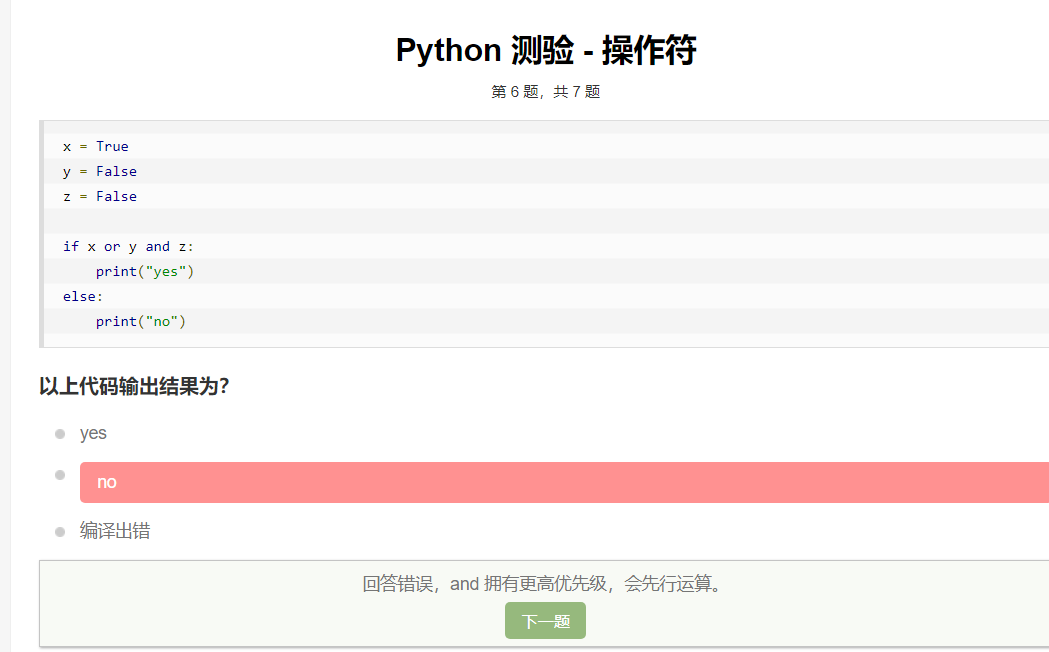 Python 测验 - 操作符
第 6 题，共 7 题
x = True
y = False
z = False
if x or y and z:
    print("yes")
else:
    print("no")
以上代码输出结果为？
yes
no
编译出错
回答错误，and 拥有更高优先级，会先行运算。
下一题